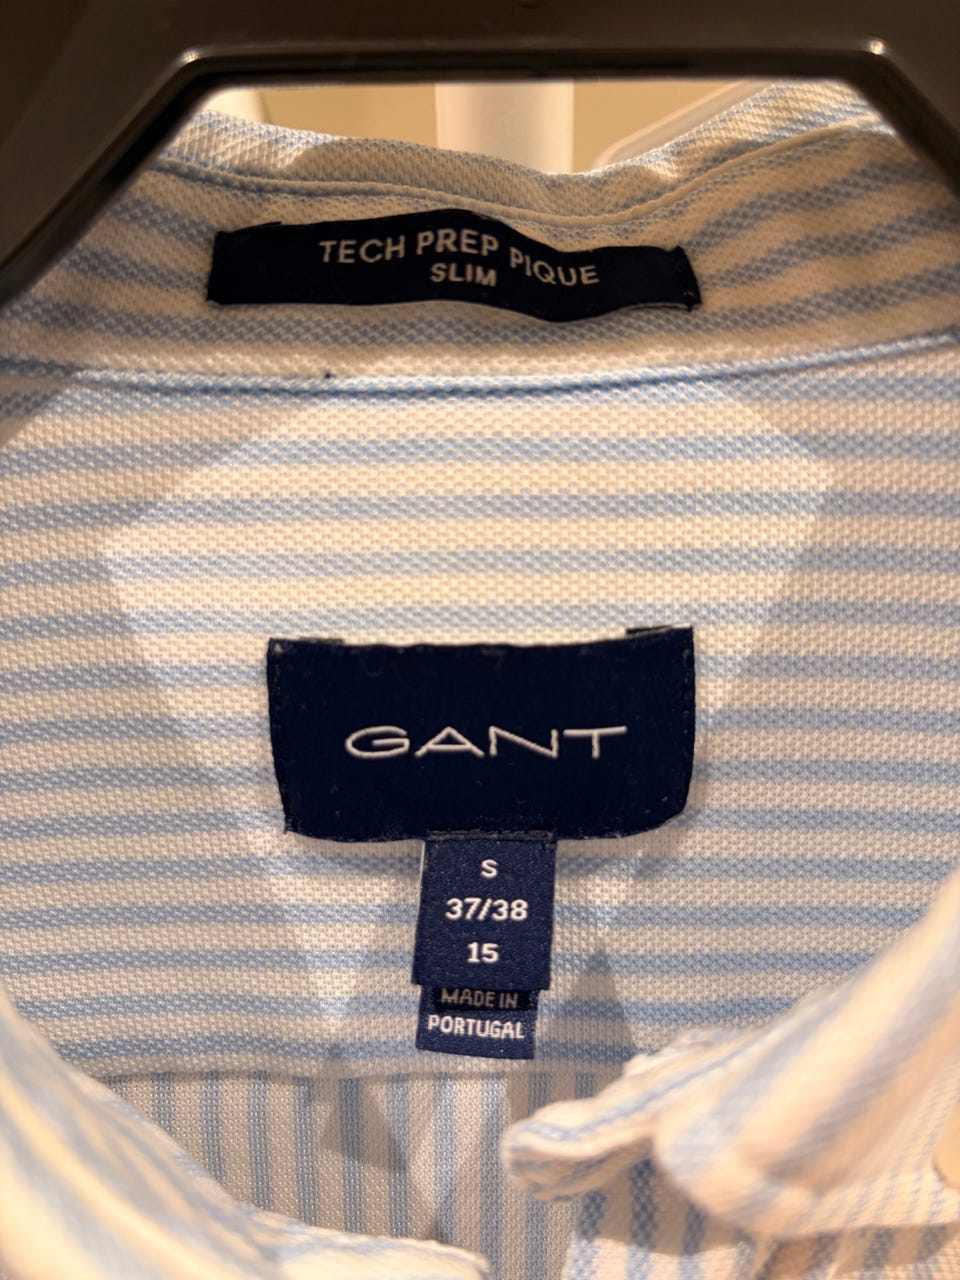 TECH PREP PIQUE
SLIM
GANT
S
37/38
15
MADE IN
PORTUGAL